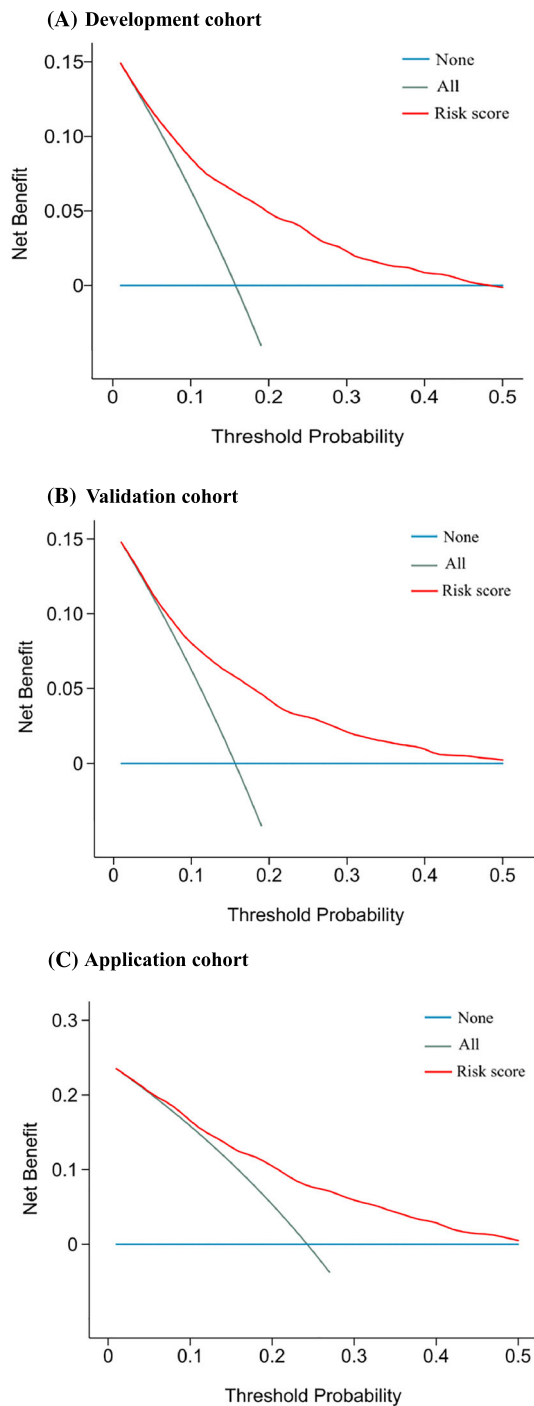 (A) Development cohort
0.15
0.10
0.05
0
Net Benefit
None
All
Risk score
0 0.1 0.2 0.3 0.4 0.5
Threshold Probability
(B) Validation cohort
0.15
0.10
0.05
0
Net Benefit
None
All
Risk score
0 0.1 0.2 0.3 0.4 0.5
Threshold Probability
(C) Application cohort
0.3
0.2
0.1
0
Net Benefit
None
All
Risk score
0 0.1 0.2 0.3 0.4 0.5
Threshold Probability